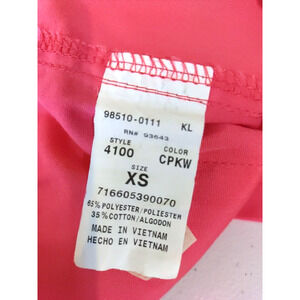 98510-0111 KL
RN# 93643
STYLE COLOR
4100 CPKW
SIZE
XS
716605390070
65% POLYESTER/POLIESTER
35% COTTON/ALGODON
MADE IN VIETNAM
HECHO EN VIETNAM